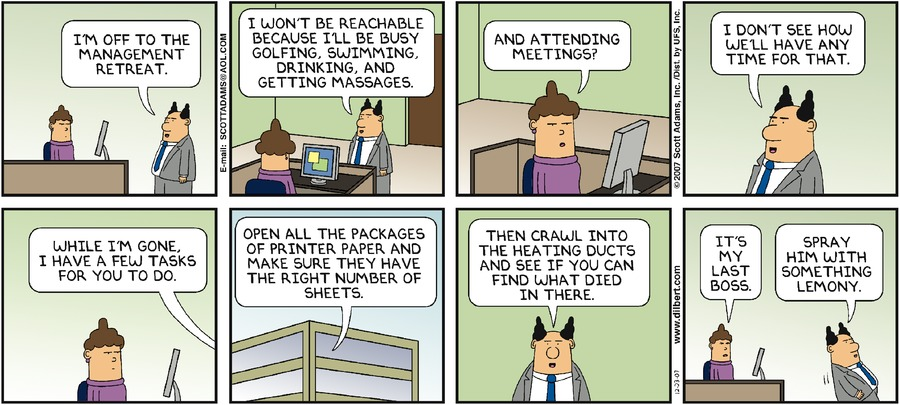 I'M OFF TO THE
MANAGEMENT
RETREAT.
E-mail: SCOTTADAMS@AOL.COM
I WON'T BE REACHABLE
BECAUSE I'LL BE BUSY
GOLFING, SWIMMING,
DRINKING, AND
GETTING MASSAGES.
AND ATTENDING
MEETINGS?
©2007 Scott Adams, Inc./Dist. by UFS, Inc.
I DON'T SEE HOW
WE'LL HAVE ANY
TIME FOR THAT.
WHILE I'M GONE,
I HAVE A FEW TASKS
FOR YOU TO DO.
OPEN ALL THE PACKAGES
OF PRINTER PAPER AND
MAKE SURE THEY HAVE
THE RIGHT NUMBER OF
SHEETS.
THEN CRAWL INTO
THE HEATING DUCTS
AND SEE IF YOU CAN
FIND WHAT DIED
IN THERE.
www.dilbert.com
IT'S
MY
LAST
BOSS.
SPRAY
HIM WITH
SOMETHING
LEMONY.